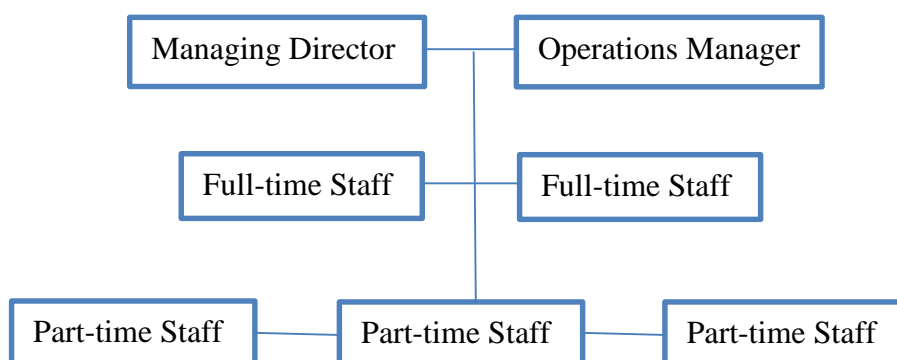 Managing Director
Operations Manager
Full-time Staff
Full-time Staff
Part-time Staff
Part-time Staff
Part-time Staff